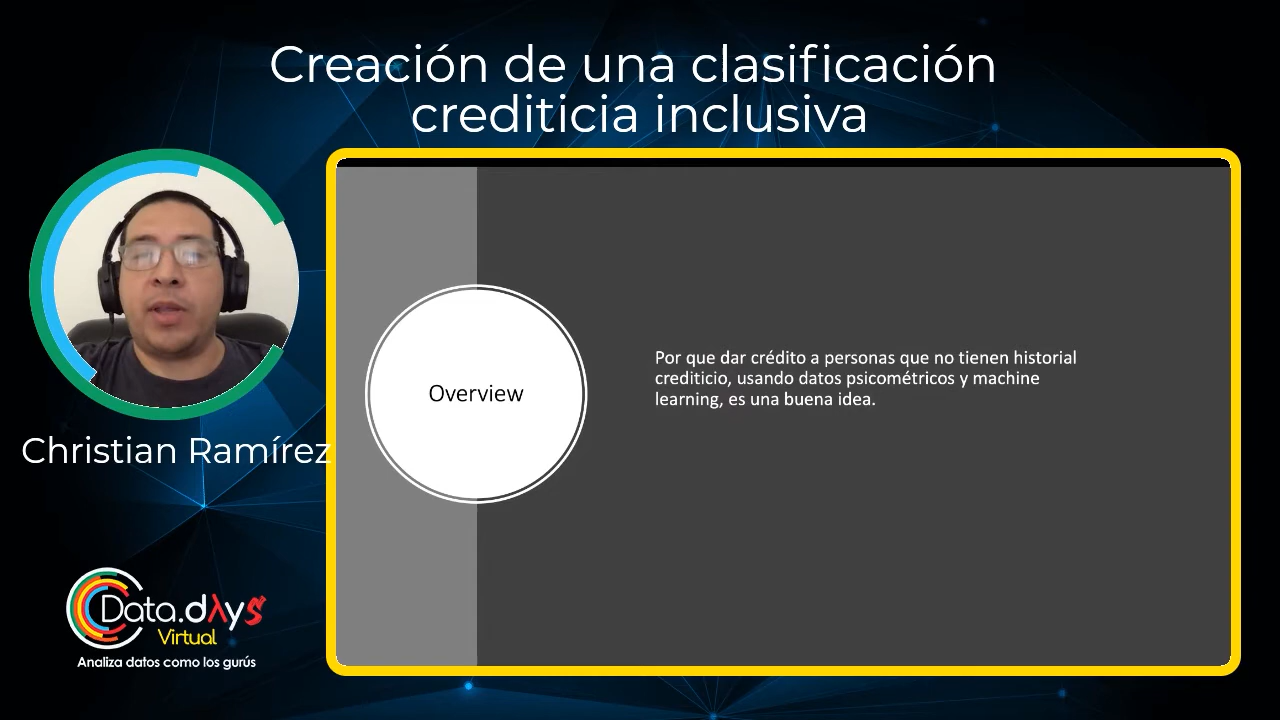 Creación de una clasificación
crediticia inclusiva
Overview
Por que dar crédito a personas que no tienen historial
crediticio, usando datos psicométricos y machine
learning, es una buena idea.
Christian Ramírez
Data.dλys
Virtual
Analiza datos como los gurús